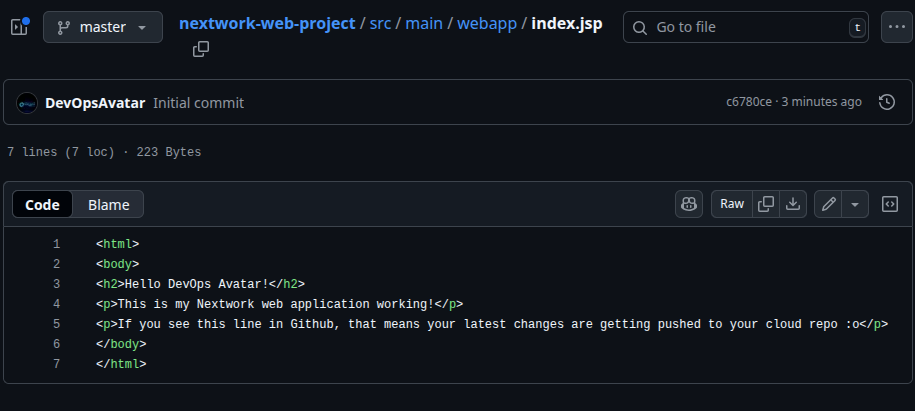 master
nextwork-web-project / src / main / webapp / index.jsp
Go to file
t
DevOpsAvatar Initial commit
c6780ce · 3 minutes ago
7 lines (7 loc) · 223 Bytes
Code
Blame
Raw
1 <html>
2 <body>
3 <h2>Hello DevOps Avatar!</h2>
4 <p>This is my Nextwork web application working!</p>
5 <p>If you see this line in Github, that means your latest changes are getting pushed to your cloud repo :o</p>
6 </body>
7 </html>